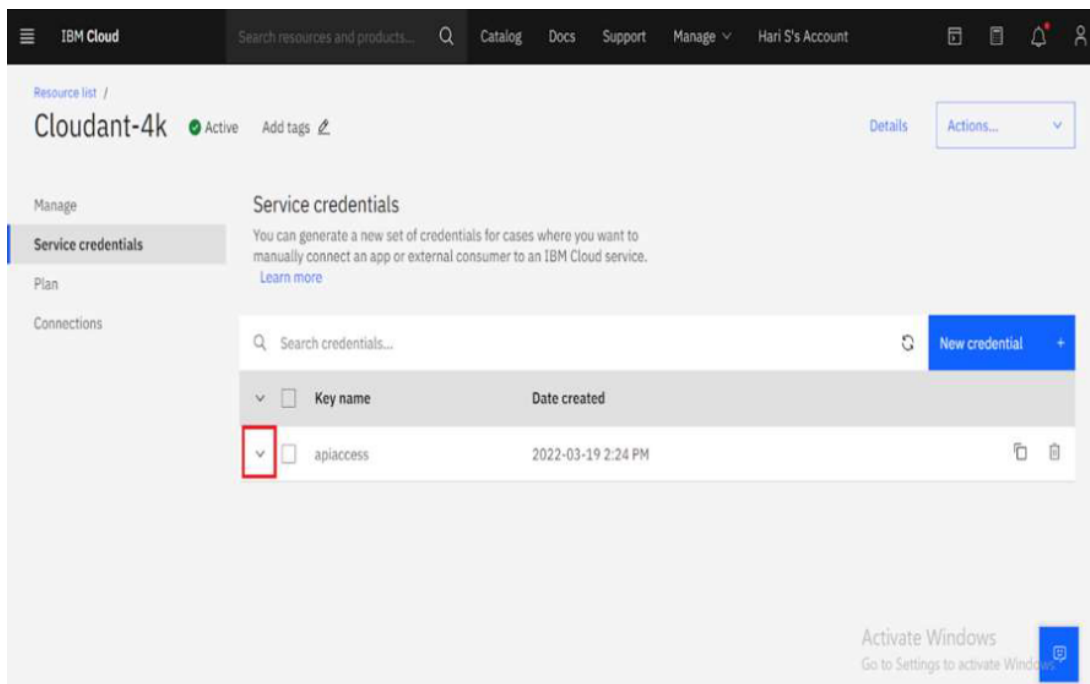 IBM Cloud
Search resources and products...
Catalog
Docs
Support
Manage
Hari S's Account
Resource list /
Cloudant-4k
Active
Add tags
Details
Actions...
Manage
Service credentials
Plan
Connections
Service credentials
You can generate a new set of credentials for cases where you want to
manually connect an app or external consumer to an IBM Cloud service.
Learn more
Search credentials...
New credential +
Key name
Date created
apiaccess
2022-03-19 2:24 PM
Activate Windows
Go to Settings to activate Windows.